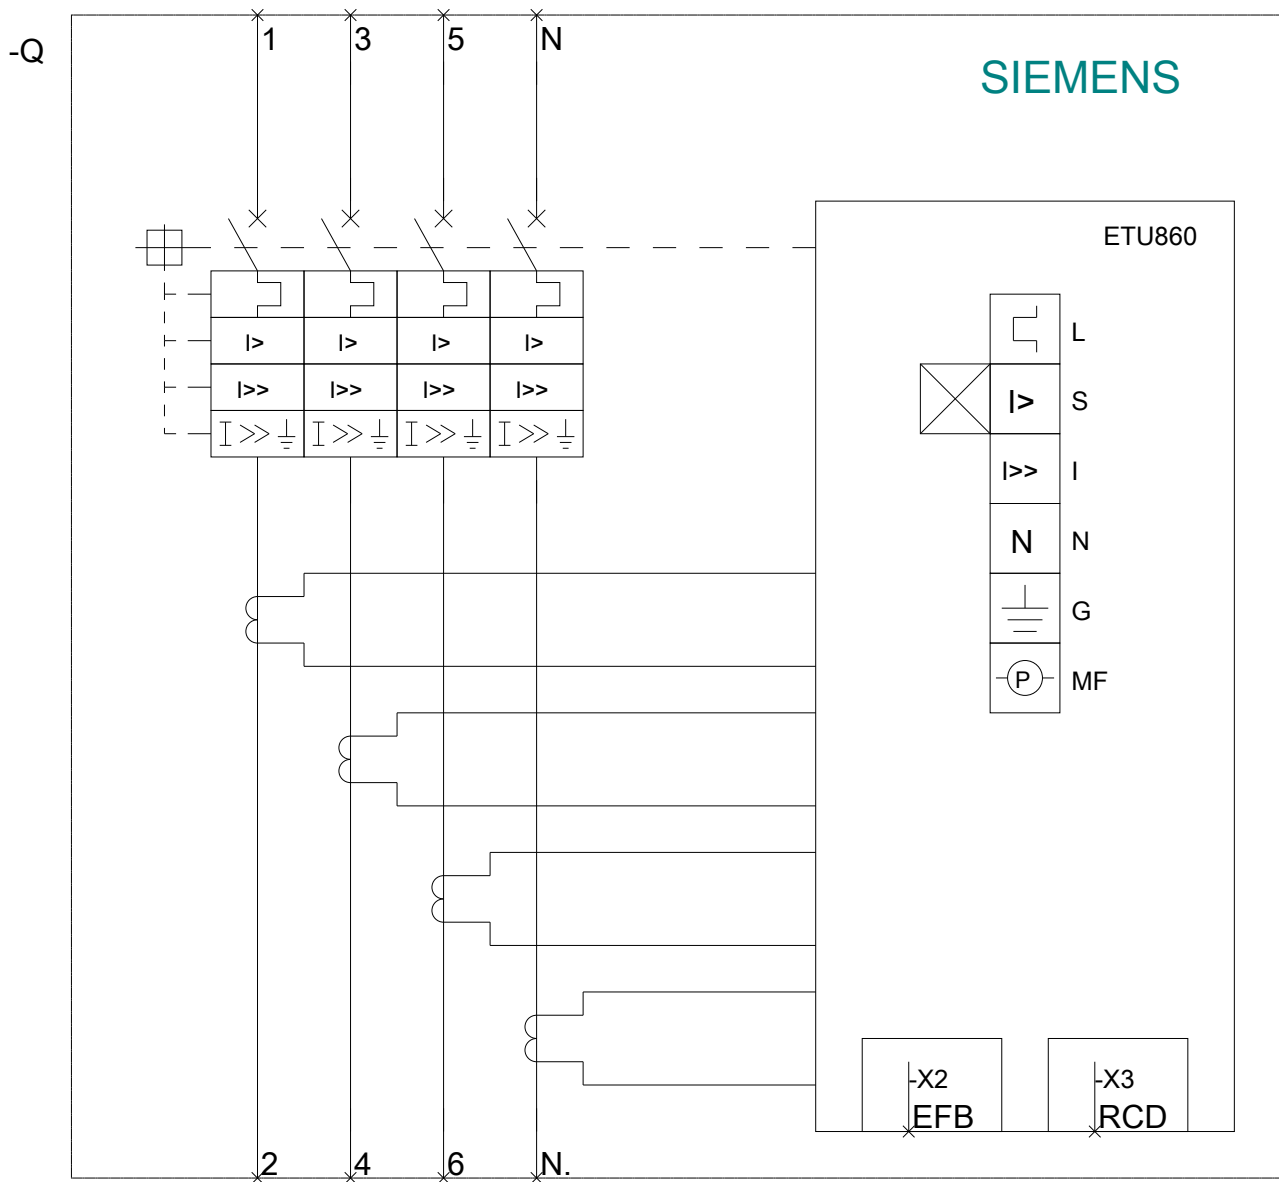 1 3 5 N
-Q
SIEMENS
ETU860
L
I> I> I> I>
I>> I>> I>> I>>
I>> I>> I>> I>>
I> S
I>> I
N N
G
P MF
-X2 -X3
EFB RCD
2 4 6 N.